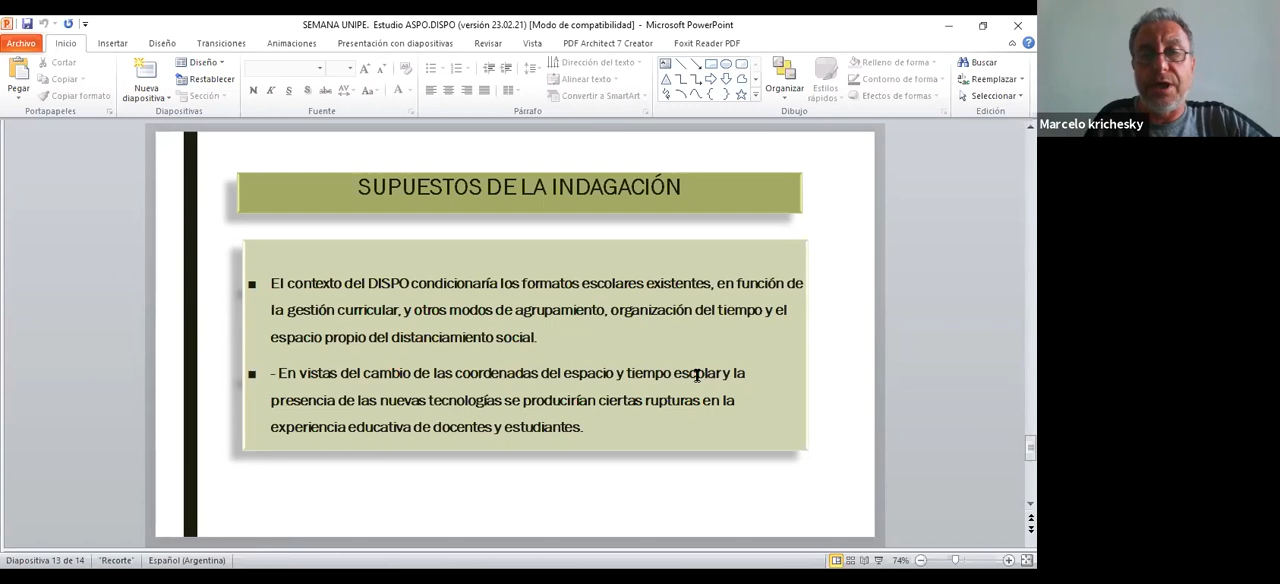 SEMANA UNIPE. Estudio ASPO.DISPO (versión 23.02.21) [Modo de compatibilidad] - Microsoft PowerPoint
Archivo Inicio Insertar Diseño Transiciones Animaciones Presentación con diapositivas Revisar Vista PDF Architect 7 Creator Foxit Reader PDF
Pegar
Cortar
Copiar
Copiar formato
Portapapeles
Nueva
diapositiva
Diseño
Restablecer
Sección
Diapositivas
N K S S abc AV Aa A
Fuente
Párrafo
Dirección del texto
Alinear texto
Convertir a SmartArt
Organizar
Estilos
rápidos
Dibujo
Relleno de forma
Contorno de forma
Efectos de formas
Buscar
Reemplazar
Seleccionar
Edición
Marcelo krichesky
SUPUESTOS DE LA INDAGACIÓN
El contexto del DISPO condicionaría los formatos escolares existentes, en función de
la gestión curricular, y otros modos de agrupamiento, organización del tiempo y el
espacio propio del distanciamiento social.
- En vistas del cambio de las coordenadas del espacio y tiempo escolar y la
presencia de las nuevas tecnologías se producirían ciertas rupturas en la
experiencia educativa de docentes y estudiantes.
Diapositiva 13 de 14 "Recorte" Español (Argentina) 74%